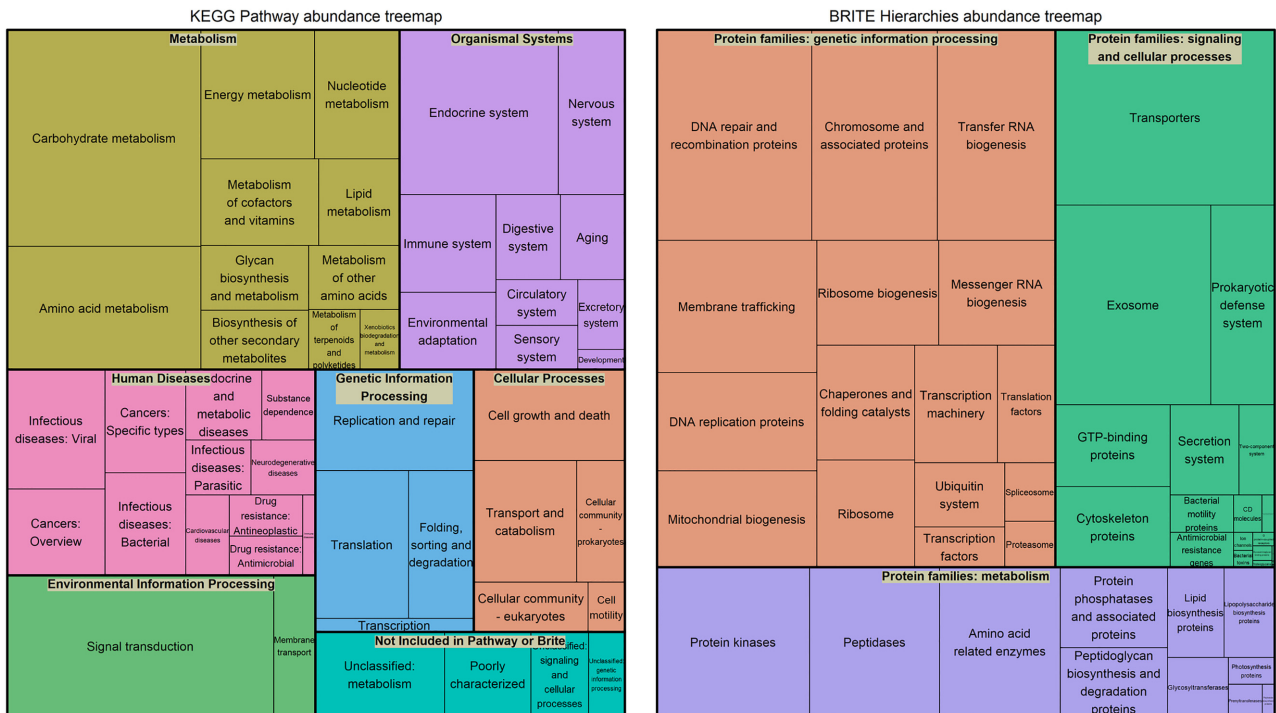 KEGG Pathway abundance treemap
Metabolism
Carbohydrate metabolism
Energy metabolism
Nucleotide
metabolism
Metabolism
of cofactors
and vitamins
Lipid
metabolism
Amino acid metabolism
Glycan
biosynthesis
and metabolism
Metabolism
of other
amino acids
Biosynthesis of
other secondary
metabolites
Metabolism
of
terpenoids
and
polyketides
Xenobiotics
biodegradation
and
metabolism
Organismal Systems
Endocrine system
Nervous
system
Immune system
Digestive
system
Aging
Environmental
adaptation
Circulatory
system
Sensory
system
Excretory
system
Development
Human Diseases
Infectious
diseases: Viral
Cancers:
Specific types
docrine
and
metabolic
diseases
Substance
dependence
Infectious
diseases:
Parasitic
Neurodegenerative
diseases
Cancers:
Overview
Infectious
diseases:
Bacterial
Cardiovascular
diseases
Drug
resistance:
Antineoplastic
Drug resistance:
Antimicrobial
Genetic Information
Processing
Replication and repair
Translation
Folding,
sorting and
degradation
Transcription
Cellular Processes
Cell growth and death
Transport and
catabolism
Cellular
community
-
prokaryotes
Cellular community
- eukaryotes
Cell
motility
Environmental Information Processing
Signal transduction
Membrane
transport
Not Included in Pathway or Brite
Unclassified:
metabolism
Poorly
characterized
signaling
and
cellular
processes
Unclassified:
genetic
information
processing
BRITE Hierarchies abundance treemap
Protein families: genetic information processing
DNA repair and
recombination proteins
Chromosome and
associated proteins
Transfer RNA
biogenesis
Membrane trafficking
Ribosome biogenesis
Messenger RNA
biogenesis
DNA replication proteins
Chaperones and
folding catalysts
Transcription
machinery
Translation
factors
Mitochondrial biogenesis
Ribosome
Ubiquitin
system
Spliceosome
Transcription
factors
Proteasome
Protein families: signaling
and cellular processes
Transporters
Exosome
Prokaryotic
defense
system
GTP-binding
proteins
Secretion
system
Two-component
system
Cytoskeleton
proteins
Bacterial
motility
proteins
CD
molecules
Antimicrobial
resistance
genes
Bacterial
toxins
Protein families: metabolism
Protein kinases
Peptidases
Amino acid
related enzymes
Protein
phosphatases
and associated
proteins
Peptidoglycan
biosynthesis and
degradation
proteins
Lipid
biosynthesis
proteins
Lipopolysaccharide
biosynthesis
proteins
Glycosyltransferases
Photosynthesis
proteins